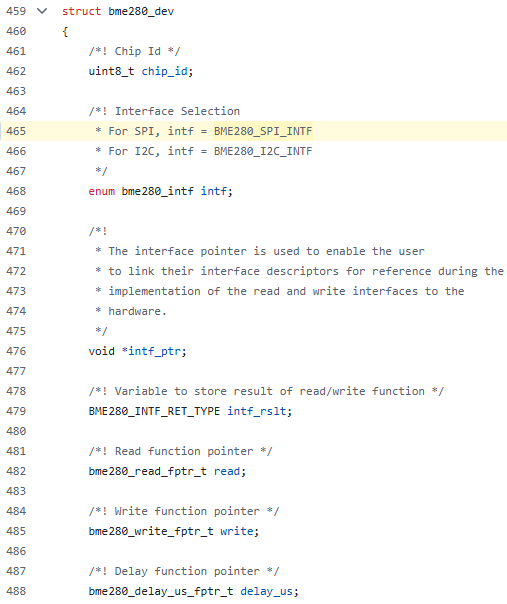 459 struct bme280_dev
460 {
461     /*! Chip Id */
462     uint8_t chip_id;
463
464     /*! Interface Selection
465      * For SPI, intf = BME280_SPI_INTF
466      * For I2C, intf = BME280_I2C_INTF
467      */
468     enum bme280_intf intf;
469
470     /*!
471      * The interface pointer is used to enable the user
472      * to link their interface descriptors for reference during the
473      * implementation of the read and write interfaces to the
474      * hardware.
475      */
476     void *intf_ptr;
477
478     /*! Variable to store result of read/write function */
479     BME280_INTF_RET_TYPE intf_rslt;
480
481     /*! Read function pointer */
482     bme280_read_fptr_t read;
483
484     /*! Write function pointer */
485     bme280_write_fptr_t write;
486
487     /*! Delay function pointer */
488     bme280_delay_us_fptr_t delay_us;